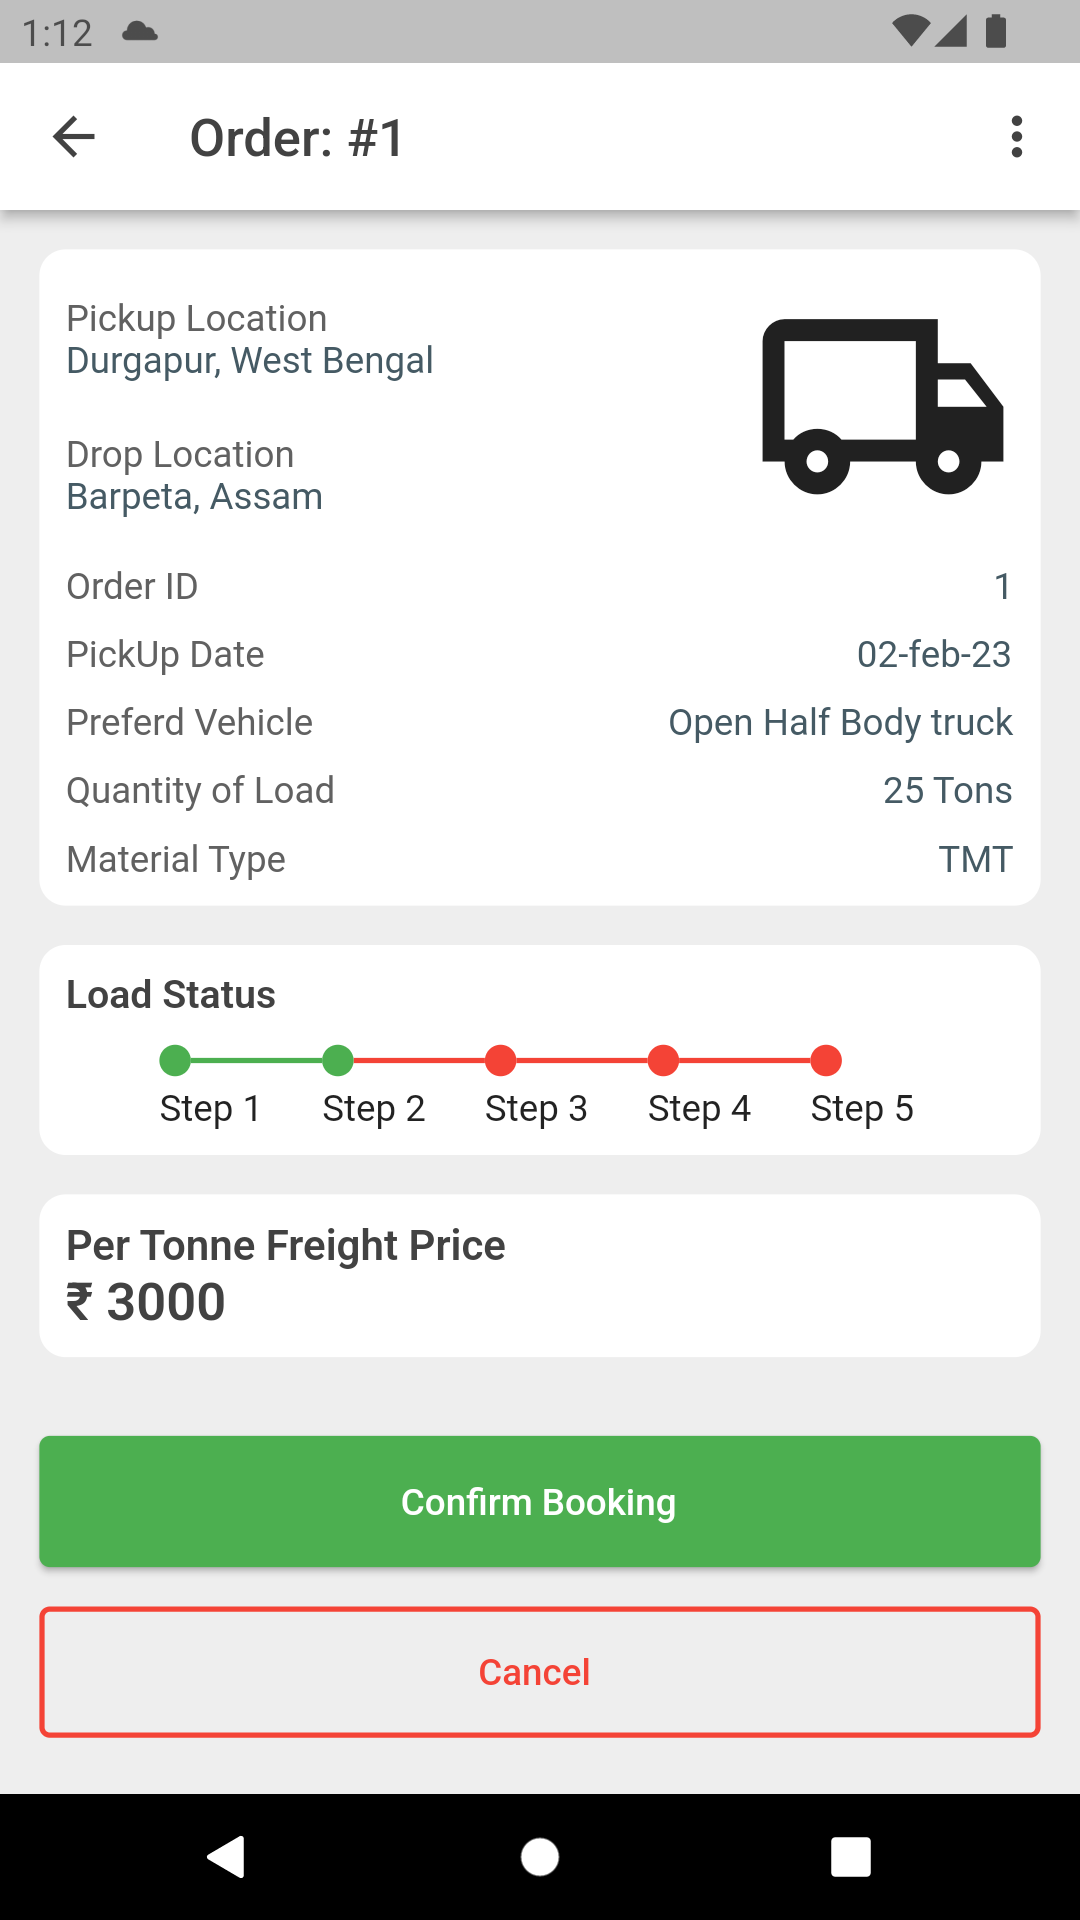 1:12
Order: #1
Pickup Location
Durgapur, West Bengal
Drop Location
Barpeta, Assam
Order ID 1
PickUp Date 02-feb-23
Preferd Vehicle Open Half Body truck
Quantity of Load 25 Tons
Material Type TMT
Load Status
Step 1 Step 2 Step 3 Step 4 Step 5
Per Tonne Freight Price
₹ 3000
Confirm Booking
Cancel